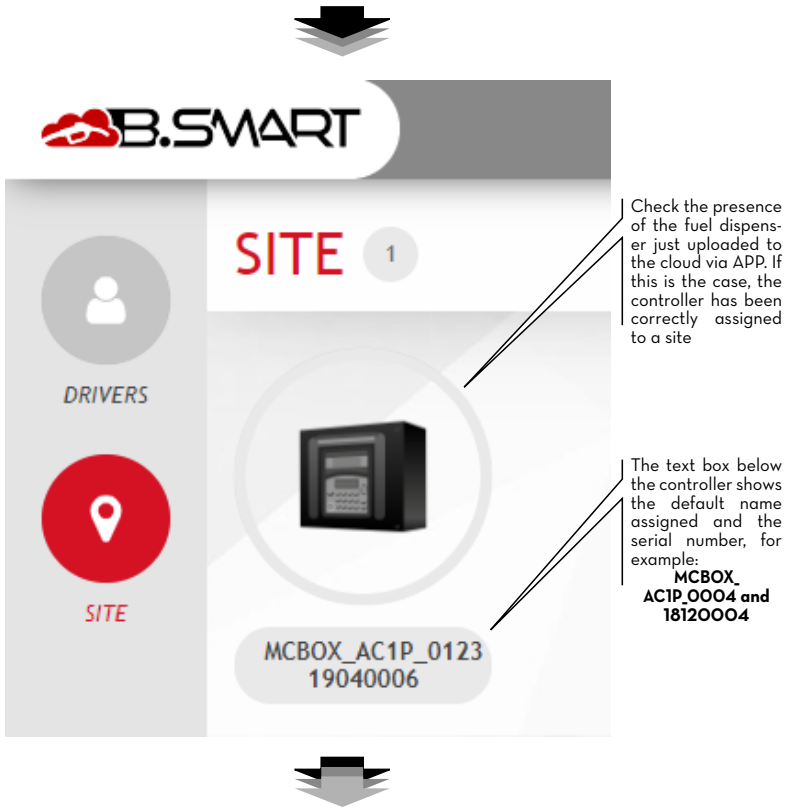 B.SMART
SITE 1
DRIVERS
SITE
MCBOX_AC1P_0123
19040006
Check the presence
of the fuel dispens-
er just uploaded to
the cloud via APP. If
this is the case, the
controller has been
correctly assigned
to a site
The text box below
the controller shows
the default name
assigned and the
serial number, for
example:
MCBOX_
AC1P_0004 and
18120004